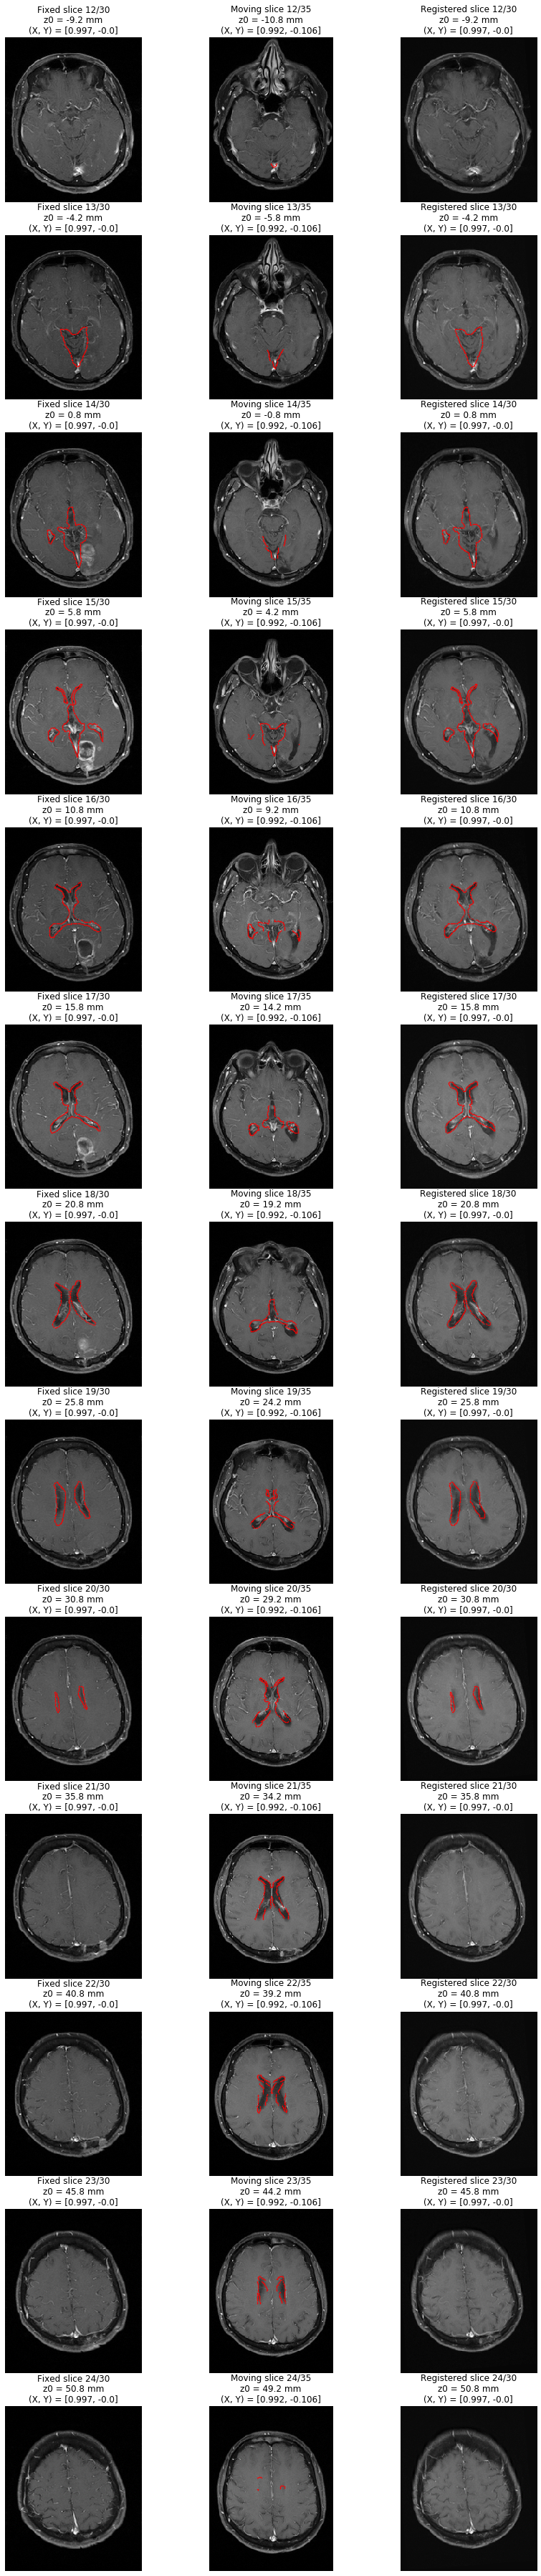 Fixed slice 12/30
z0 = -9.2 mm
(X, Y) = [0.997, -0.0]
Moving slice 12/35
z0 = -10.8 mm
(X, Y) = [0.992, -0.106]
Registered slice 12/30
z0 = -9.2 mm
(X, Y) = [0.997, -0.0]
Fixed slice 13/30
z0 = -4.2 mm
(X, Y) = [0.997, -0.0]
Moving slice 13/35
z0 = -5.8 mm
(X, Y) = [0.992, -0.106]
Registered slice 13/30
z0 = -4.2 mm
(X, Y) = [0.997, -0.0]
Fixed slice 14/30
z0 = 0.8 mm
(X, Y) = [0.997, -0.0]
Moving slice 14/35
z0 = -0.8 mm
(X, Y) = [0.992, -0.106]
Registered slice 14/30
z0 = 0.8 mm
(X, Y) = [0.997, -0.0]
Fixed slice 15/30
z0 = 5.8 mm
(X, Y) = [0.997, -0.0]
Moving slice 15/35
z0 = 4.2 mm
(X, Y) = [0.992, -0.106]
Registered slice 15/30
z0 = 5.8 mm
(X, Y) = [0.997, -0.0]
Fixed slice 16/30
z0 = 10.8 mm
(X, Y) = [0.997, -0.0]
Moving slice 16/35
z0 = 9.2 mm
(X, Y) = [0.992, -0.106]
Registered slice 16/30
z0 = 10.8 mm
(X, Y) = [0.997, -0.0]
Fixed slice 17/30
z0 = 15.8 mm
(X, Y) = [0.997, -0.0]
Moving slice 17/35
z0 = 14.2 mm
(X, Y) = [0.992, -0.106]
Registered slice 17/30
z0 = 15.8 mm
(X, Y) = [0.997, -0.0]
Fixed slice 18/30
z0 = 20.8 mm
(X, Y) = [0.997, -0.0]
Moving slice 18/35
z0 = 19.2 mm
(X, Y) = [0.992, -0.106]
Registered slice 18/30
z0 = 20.8 mm
(X, Y) = [0.997, -0.0]
Fixed slice 19/30
z0 = 25.8 mm
(X, Y) = [0.997, -0.0]
Moving slice 19/35
z0 = 24.2 mm
(X, Y) = [0.992, -0.106]
Registered slice 19/30
z0 = 25.8 mm
(X, Y) = [0.997, -0.0]
Fixed slice 20/30
z0 = 30.8 mm
(X, Y) = [0.997, -0.0]
Moving slice 20/35
z0 = 29.2 mm
(X, Y) = [0.992, -0.106]
Registered slice 20/30
z0 = 30.8 mm
(X, Y) = [0.997, -0.0]
Fixed slice 21/30
z0 = 35.8 mm
(X, Y) = [0.997, -0.0]
Moving slice 21/35
z0 = 34.2 mm
(X, Y) = [0.992, -0.106]
Registered slice 21/30
z0 = 35.8 mm
(X, Y) = [0.997, -0.0]
Fixed slice 22/30
z0 = 40.8 mm
(X, Y) = [0.997, -0.0]
Moving slice 22/35
z0 = 39.2 mm
(X, Y) = [0.992, -0.106]
Registered slice 22/30
z0 = 40.8 mm
(X, Y) = [0.997, -0.0]
Fixed slice 23/30
z0 = 45.8 mm
(X, Y) = [0.997, -0.0]
Moving slice 23/35
z0 = 44.2 mm
(X, Y) = [0.992, -0.106]
Registered slice 23/30
z0 = 45.8 mm
(X, Y) = [0.997, -0.0]
Fixed slice 24/30
z0 = 50.8 mm
(X, Y) = [0.997, -0.0]
Moving slice 24/35
z0 = 49.2 mm
(X, Y) = [0.992, -0.106]
Registered slice 24/30
z0 = 50.8 mm
(X, Y) = [0.997, -0.0]